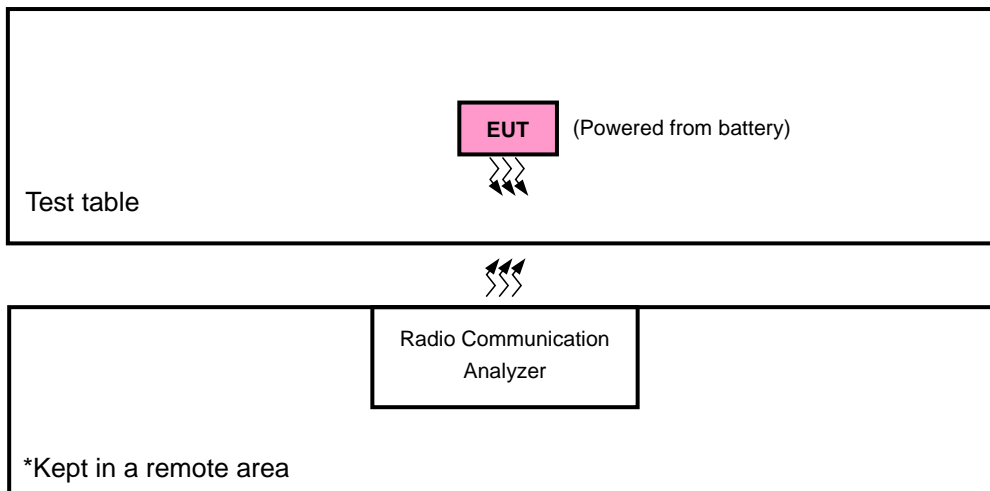 EUT
(Powered from battery)
Test table
Radio Communication
Analyzer
*Kept in a remote area